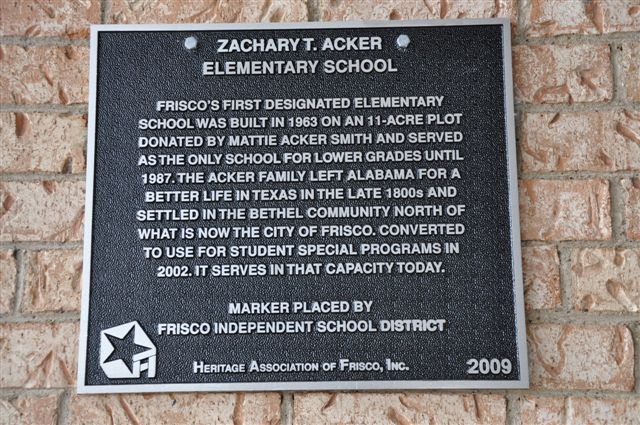 ZACHARY T. ACKER
ELEMENTARY SCHOOL
FRISCO'S FIRST DESIGNATED ELEMENTARY
SCHOOL WAS BUILT IN 1963 ON AN 11-ACRE PLOT
DONATED BY MATTIE ACKER SMITH AND SERVED
AS THE ONLY SCHOOL FOR LOWER GRADES UNTIL
1987. THE ACKER FAMILY LEFT ALABAMA FOR A
BETTER LIFE IN TEXAS IN THE LATE 1800s AND
SETTLED IN THE BETHEL COMMUNITY NORTH OF
WHAT IS NOW THE CITY OF FRISCO. CONVERTED
TO USE FOR STUDENT SPECIAL PROGRAMS IN
2002. IT SERVES IN THAT CAPACITY TODAY.
MARKER PLACED BY
FRISCO INDEPENDENT SCHOOL DISTRICT
HERITAGE ASSOCIATION OF FRISCO, INC.
2009